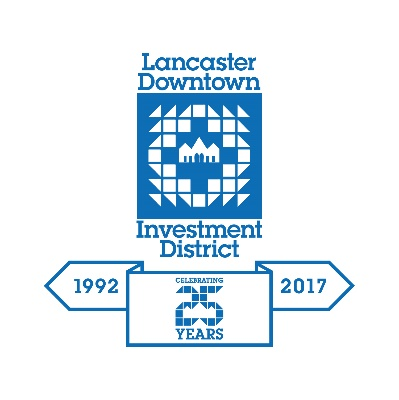 Lancaster
Downtown
Investment
District
1992
CELEBRATING
25
YEARS
2017